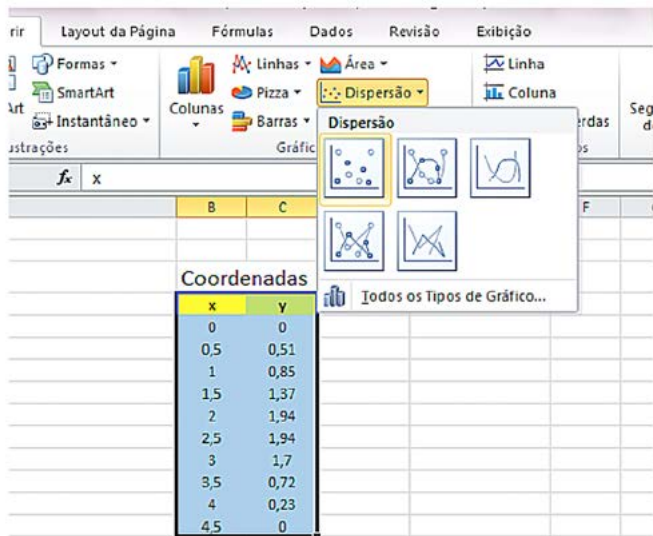 rir Layout da Página Fórmulas Dados Revisão Exibição
Formas Linhas Área Linha
SmartArt Pizza Dispersão Coluna
Art Instantâneo Colunas Barras rdas Seg
ustrações Gráfic os d
Dispersão
Todos os Tipos de Gráfico...
fx x
B C F
Coordenadas
x y
0 0
0,5 0,51
1 0,85
1,5 1,37
2 1,94
2,5 1,94
3 1,7
3,5 0,72
4 0,23
4,5 0